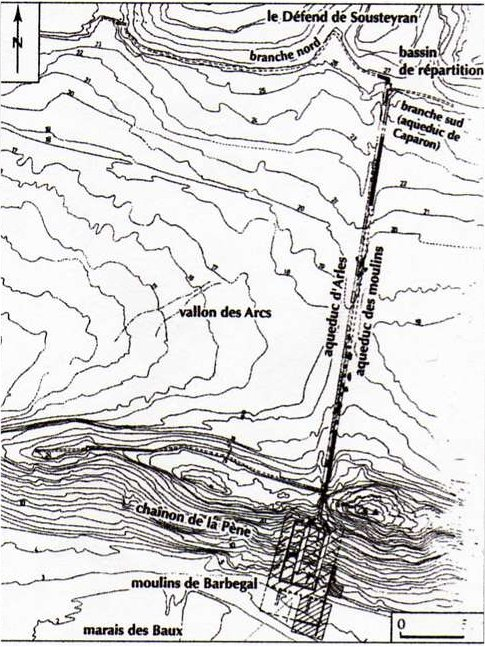 N
le Défend de Sousteyran
branche nord
bassin
de répartition
branche sud
(aqueduc de
Caparon)
aqueduc d'Arles
aqueduc des moulins
vallon des Arcs
chaînon de la Pène
moulins de Barbegal
marais des Baux
0